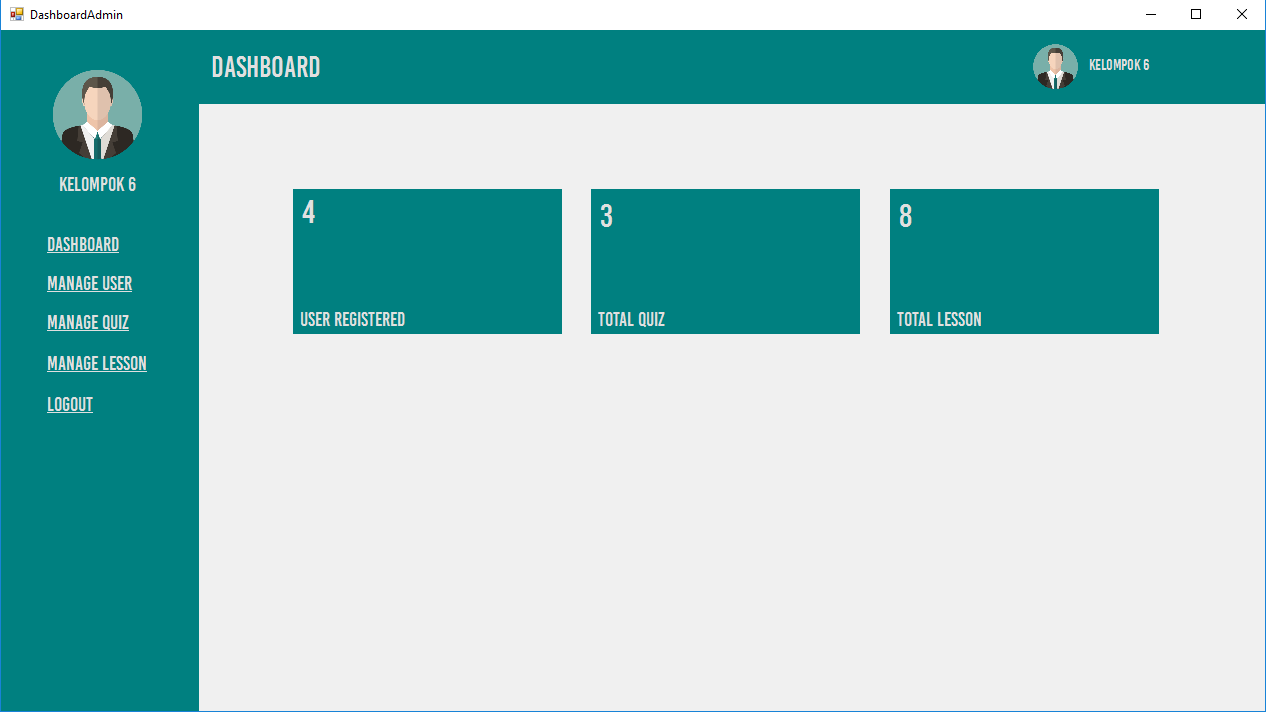 DashboardAdmin
DASHBOARD
KELOMPOK 6
KELOMPOK 6
DASHBOARD
MANAGE USER
MANAGE QUIZ
MANAGE LESSON
LOGOUT
4
USER REGISTERED
3
TOTAL QUIZ
8
TOTAL LESSON